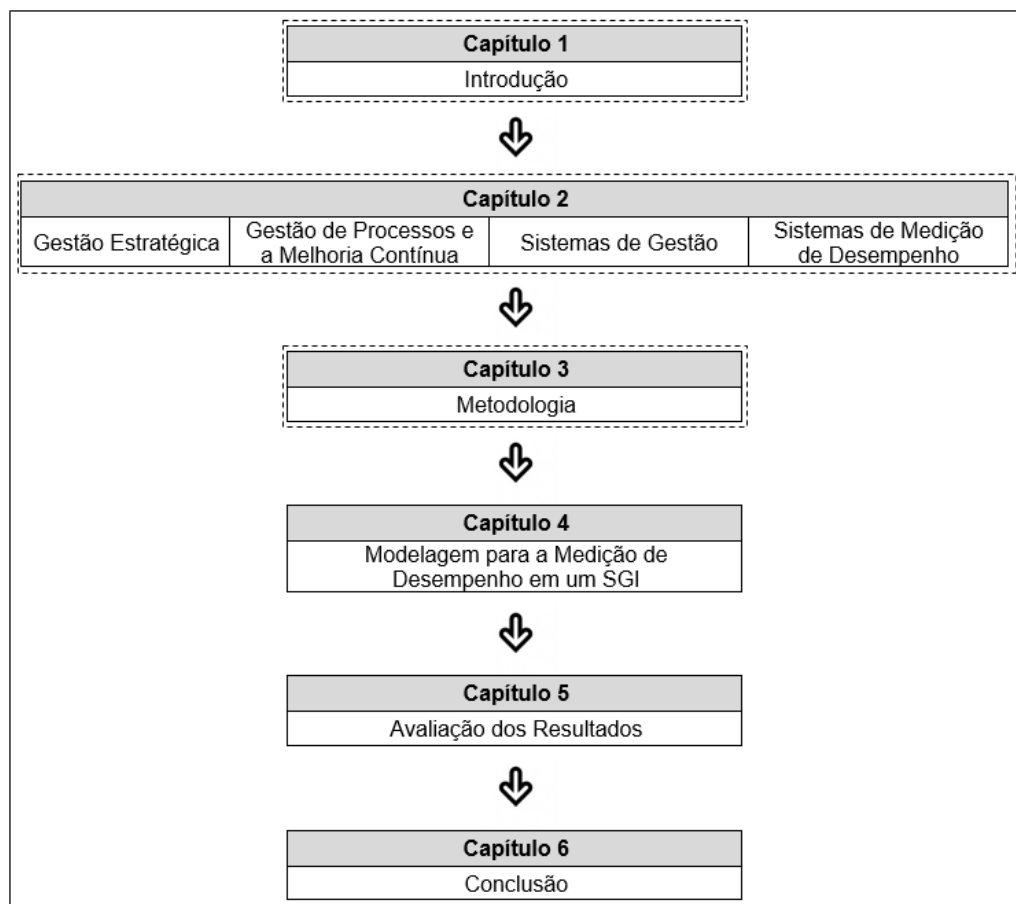 Capítulo 1
Introdução
Capítulo 2
Gestão Estratégica
Gestão de Processos e
a Melhoria Contínua
Sistemas de Gestão
Sistemas de Medição
de Desempenho
Capítulo 3
Metodologia
Capítulo 4
Modelagem para a Medição de
Desempenho em um SGI
Capítulo 5
Avaliação dos Resultados
Capítulo 6
Conclusão